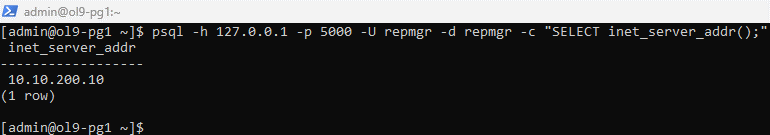 admin@ol9-pg1:~
[admin@ol9-pg1 ~]$ psql -h 127.0.0.1 -p 5000 -U repmgr -d repmgr -c "SELECT inet_server_addr();"
 inet_server_addr
------------------
 10.10.200.10
(1 row)

[admin@ol9-pg1 ~]$